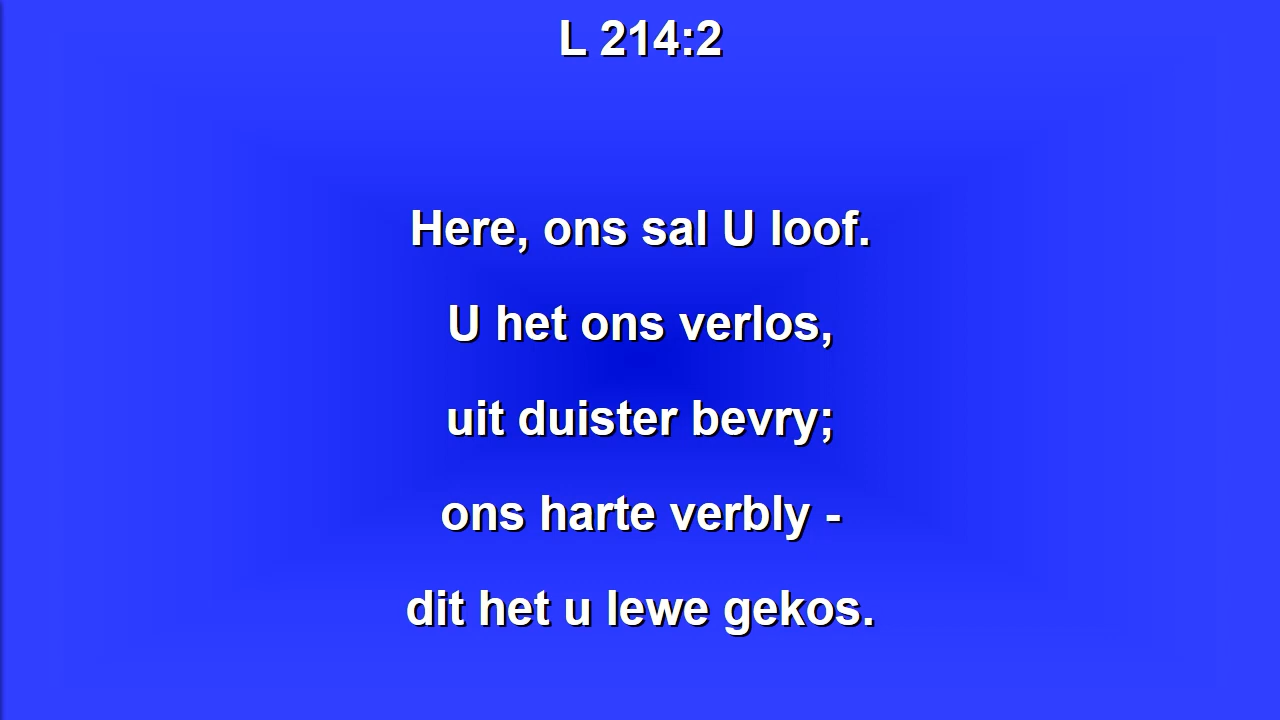 L 214:2
Here, ons sal U loof.
U het ons verlos,
uit duister bevry;
ons harte verbly -
dit het u lewe gekos.